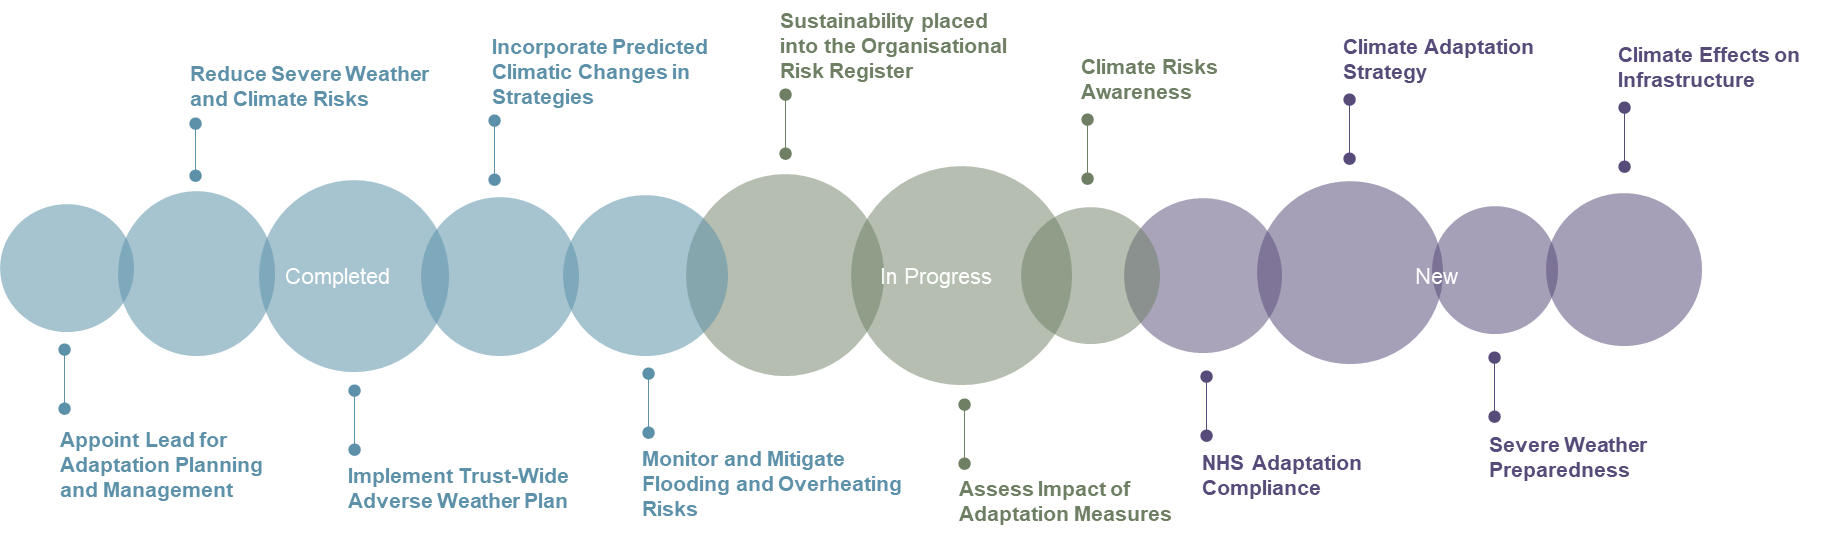 Sustainability placed
into the Organisational
Risk Register
Incorporate Predicted
Climatic Changes in
Strategies
Climate Adaptation
Strategy
Climate Effects on
Infrastructure
Reduce Severe Weather
and Climate Risks
Climate Risks
Awareness
Completed
In Progress
New
Appoint Lead for
Adaptation Planning
and Management
Implement Trust-Wide
Adverse Weather Plan
Monitor and Mitigate
Flooding and Overheating
Risks
Assess Impact of
Adaptation Measures
NHS Adaptation
Compliance
Severe Weather
Preparedness